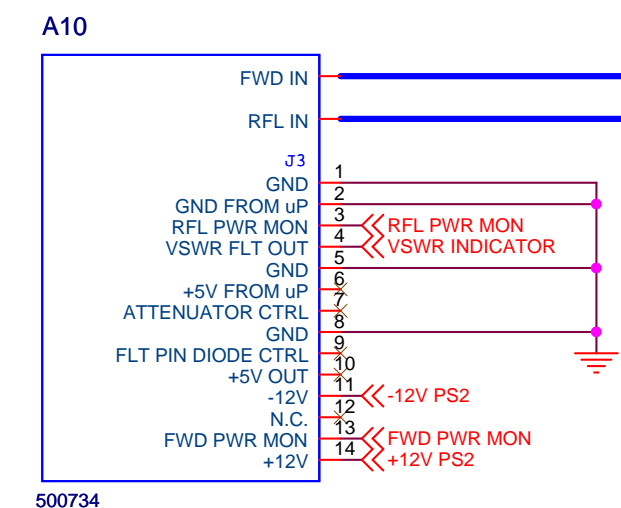 A10
FWD IN
RFL IN
J3
GND 1
GND FROM uP 2
RFL PWR MON 3 RFL PWR MON
VSWR FLT OUT 4 VSWR INDICATOR
GND 5
+5V FROM uP 6
ATTENUATOR CTRL 7
GND 8
FLT PIN DIODE CTRL 9
+5V OUT 10
-12V 11 -12V PS2
N.C. 12
FWD PWR MON 13 FWD PWR MON
+12V 14 +12V PS2
500734